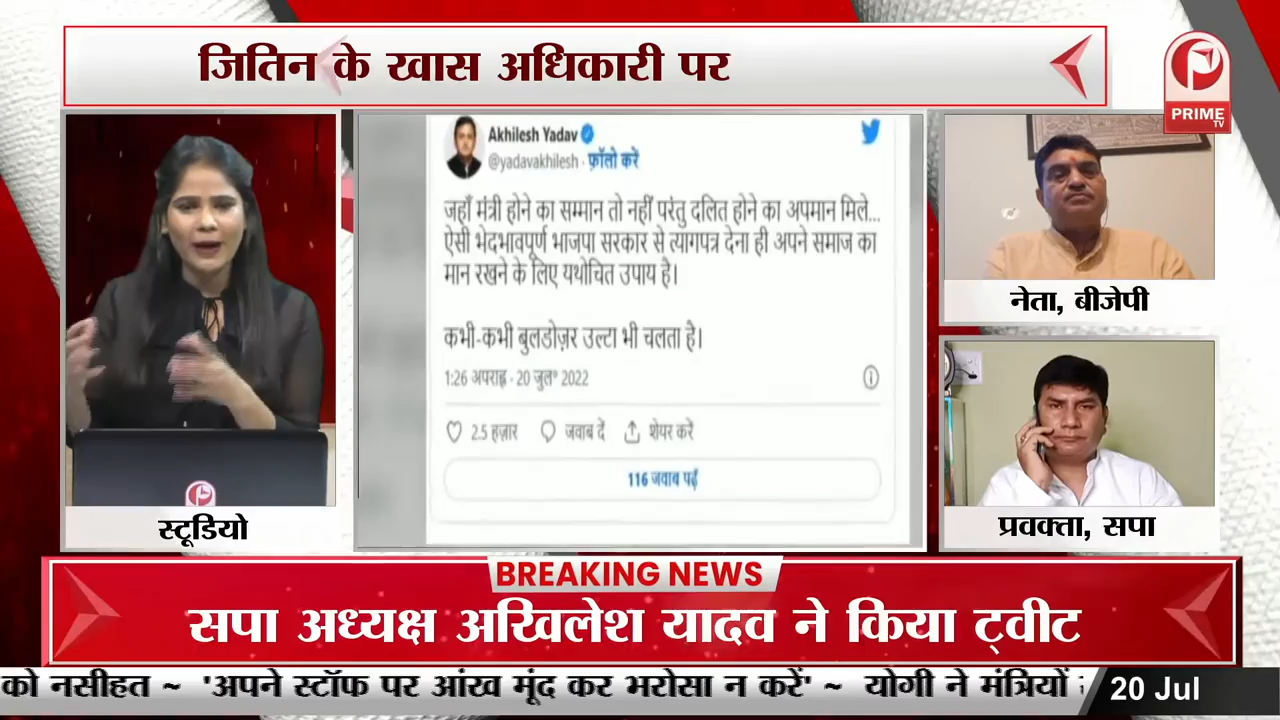 जितिन के खास अधिकारी पर
PRIME
TV
Akhilesh Yadav
@yadavakhilesh · फ़ॉलो करें
जहाँ मंत्री होने का सम्मान तो नहीं परंतु दलित होने का अपमान मिले...
ऐसी भेदभावपूर्ण भाजपा सरकार से त्यागपत्र देना ही अपने समाज का
मान रखने के लिए यथोचित उपाय है।
कभी-कभी बुलडोज़र उल्टा भी चलता है।
1:26 अपराह्न · 20 जुल॰ 2022
2.5 हज़ार जवाब दें शेयर करें
116 जवाब पढ़ें
नेता, बीजेपी
स्टूडियो
प्रवक्ता, सपा
BREAKING NEWS
सपा अध्यक्ष अखिलेश यादव ने किया ट्वीट
को नसीहत ~ 'अपने स्टॉफ पर आंख मूंद कर भरोसा न करें' ~ योगी ने मंत्रियों
20 Jul